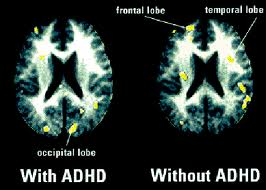 frontal lobe
temporal lobe
occipital lobe
With ADHD
Without ADHD